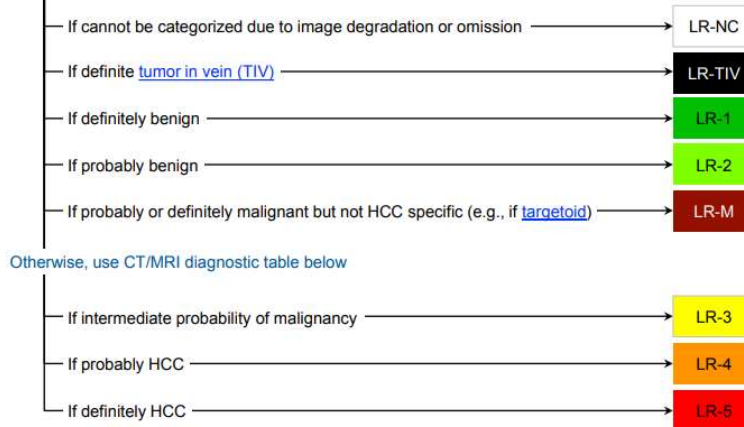 If cannot be categorized due to image degradation or omission LR-NC
If definite tumor in vein (TIV) LR-TIV
If definitely benign LR-1
If probably benign LR-2
If probably or definitely malignant but not HCC specific (e.g., if targetoid) LR-M
Otherwise, use CT/MRI diagnostic table below
If intermediate probability of malignancy LR-3
If probably HCC LR-4
If definitely HCC LR-5